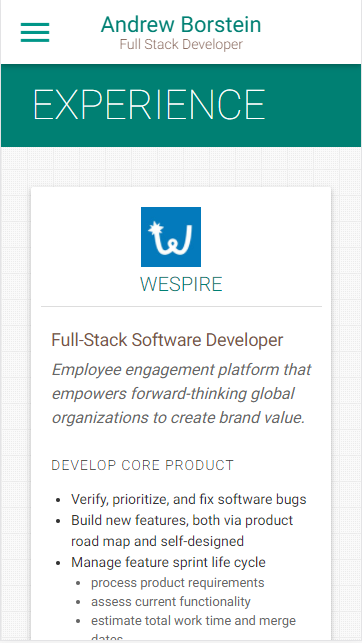 Andrew Borstein
Full Stack Developer
EXPERIENCE
W
WESPIRE
Full-Stack Software Developer
Employee engagement platform that
empowers forward-thinking global
organizations to create brand value.
DEVELOP CORE PRODUCT
• Verify, prioritize, and fix software bugs
• Build new features, both via product
road map and self-designed
• Manage feature sprint life cycle
• process product requirements
• assess current functionality
• estimate total work time and merge
dates